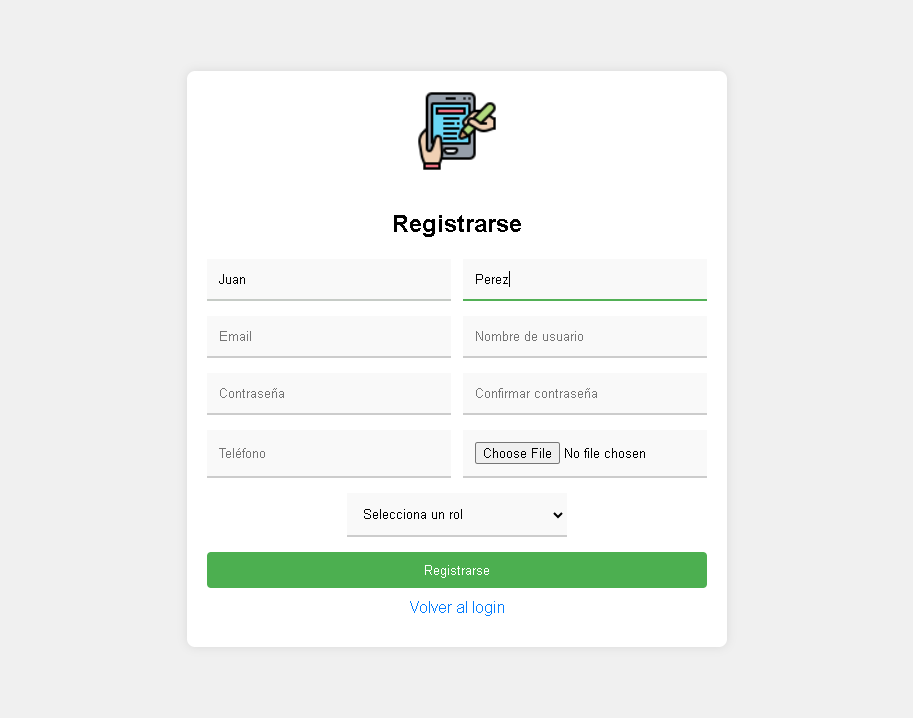 Registrarse
Juan Perez
Email Nombre de usuario
Contraseña Confirmar contraseña
Teléfono Choose File No file chosen
Selecciona un rol
Registrarse
Volver al login